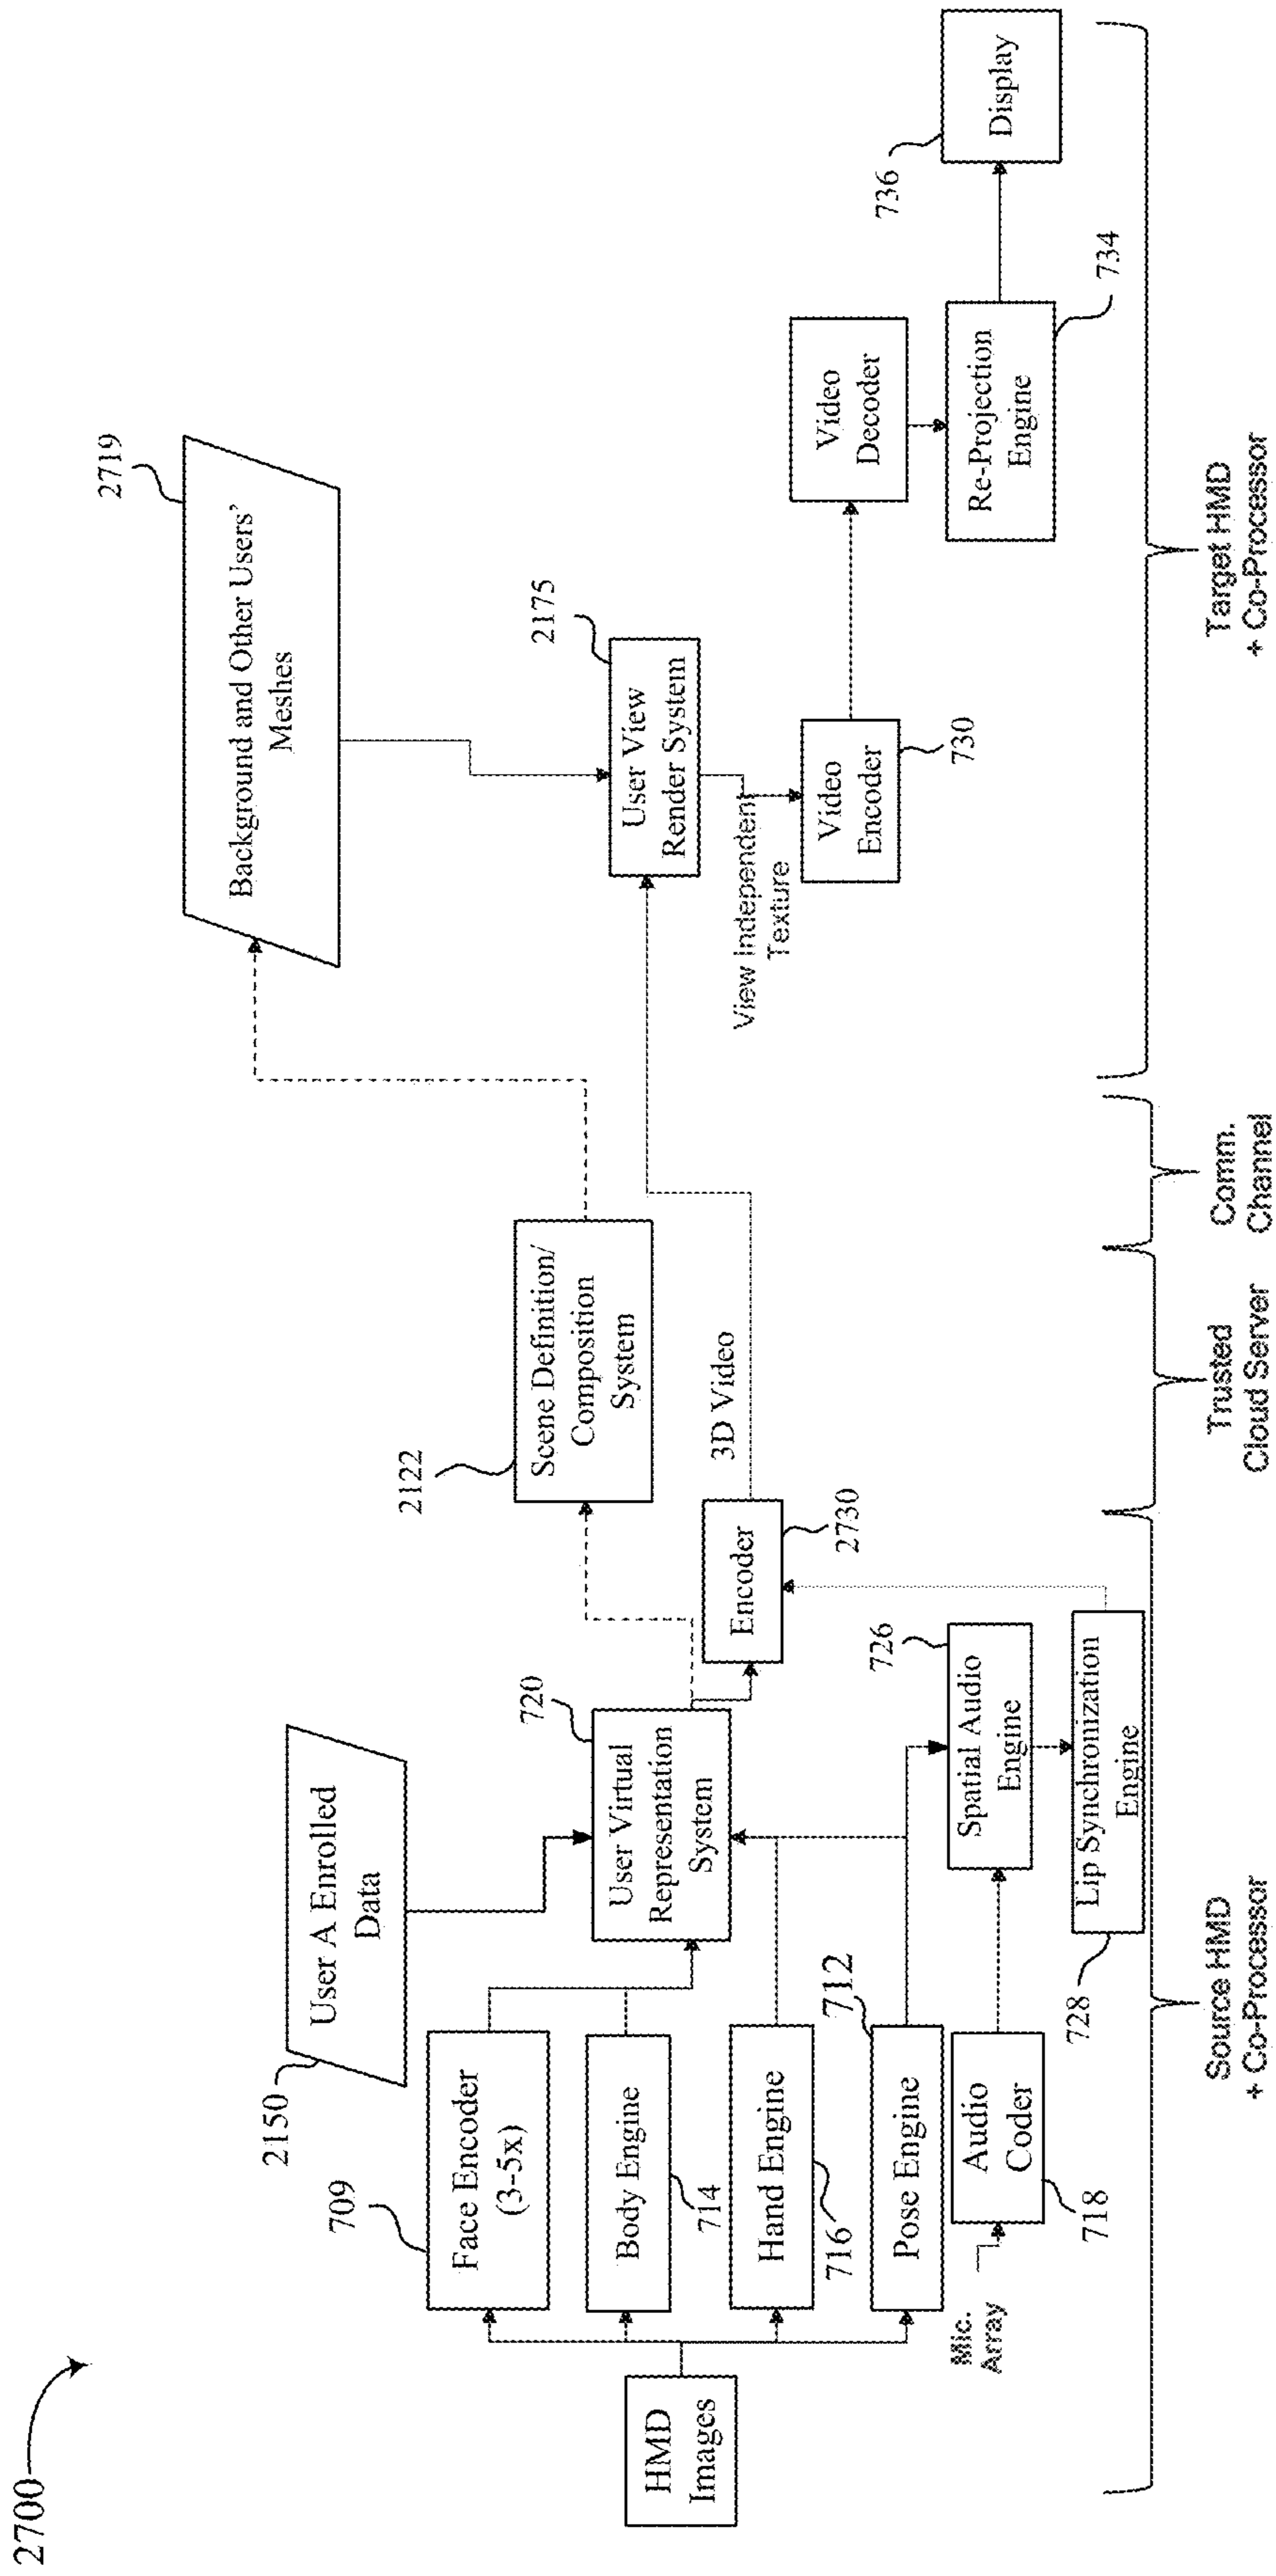 2700
HMD
Images
709
Face Encoder
(3-5x)
Body Engine
714
Hand Engine
716
Pose Engine
712
Mic.
Array
Audio
Coder
718
2150
User A Enrolled
Data
720
User Virtual
Representation
System
726
Spatial Audio
Engine
Lip Synchronization
Engine
728
Encoder
2730
3D Video
2122
Scene Definition/
Composition
System
2719
Background and Other Users’
Meshes
2175
User View
Render System
View Independent
Texture
Video
Encoder
730
Video
Decoder
Re-Projection
Engine
734
736
Display
Source HMD
+ Co-Processor
Trusted
Cloud Server
Comm.
Channel
Target HMD
+ Co-Processor